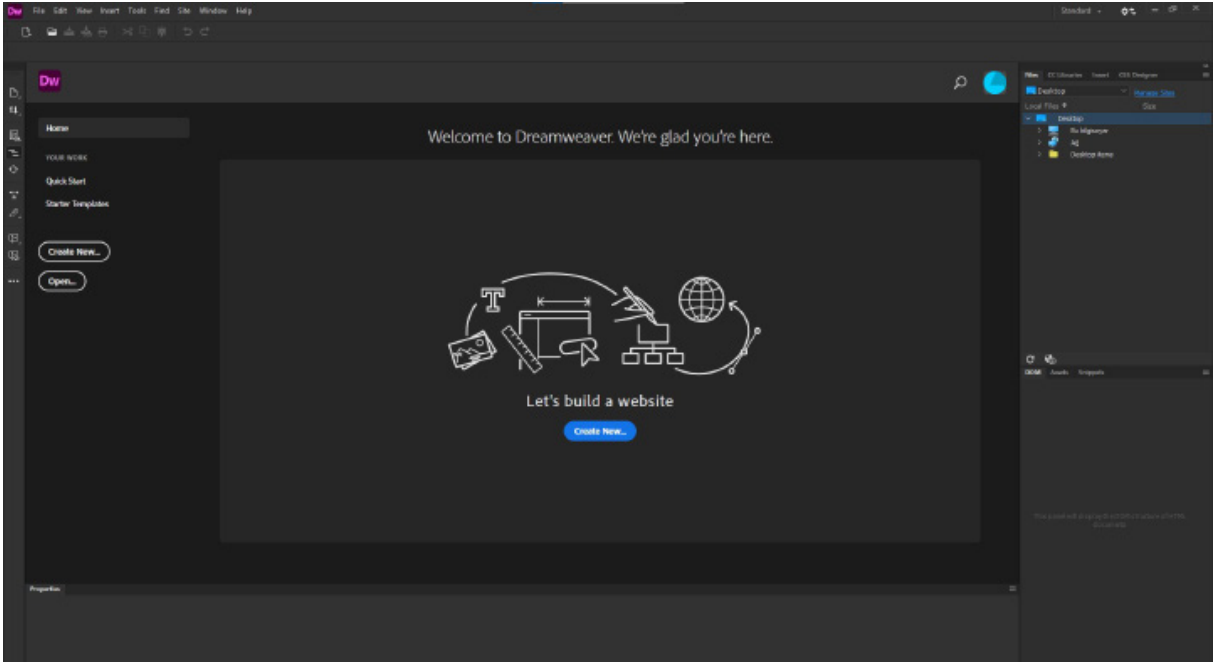 Dw File Edit View Insert Tools Find Site Window Help
Standard
Dw
Files CC Libraries Insert CSS Designer
Desktop
Manage Sites
Local Files Size
Desktop
Desktop items
Home
YOUR WORK
Quick Start
Starter Templates
Create New...
Open...
Welcome to Dreamweaver. We're glad you're here.
T
Let's build a website
Create New...
DOM Assets Snippets
Properties